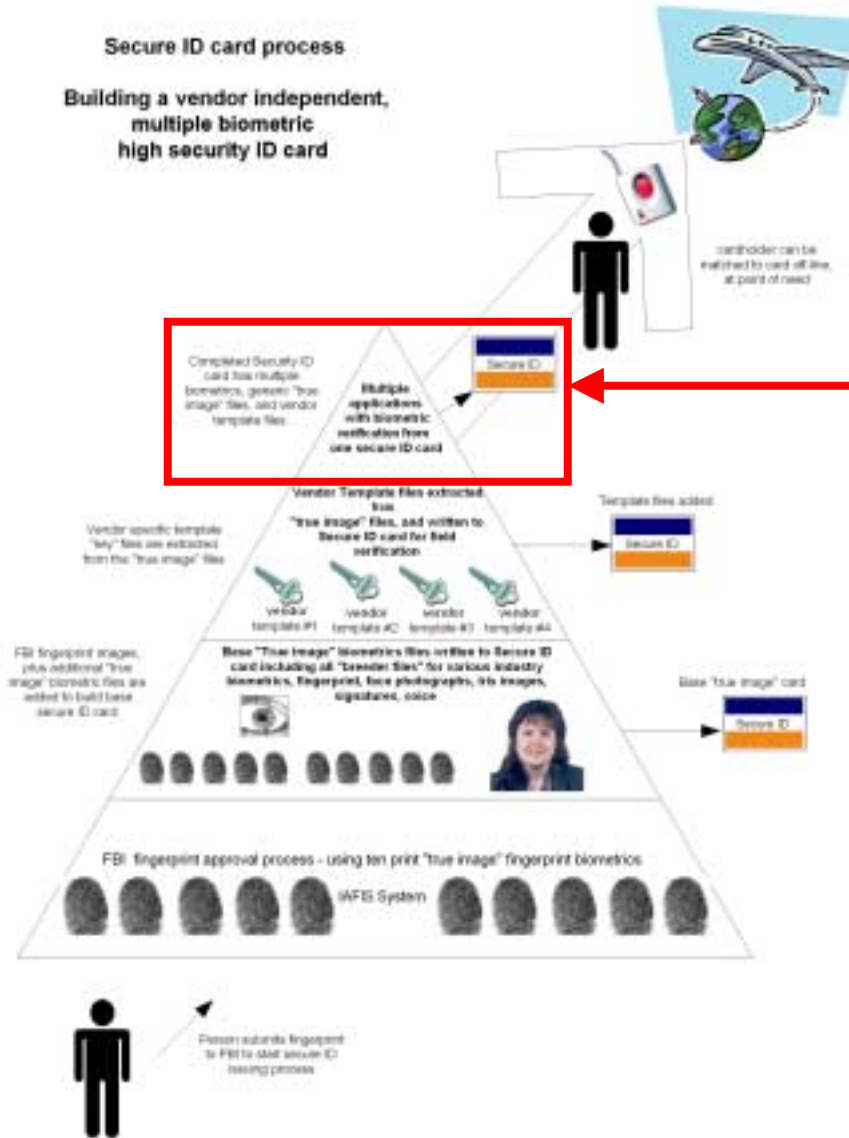 Secure ID card process
Building a vendor independent,
multiple biometric
high security ID card
cardholder can be
matched to card off-line,
at point of need
Completed Security ID
card has multiple
biometrics, generic "true
image" files, and vendor
template files
Multiple
applications
with biometric
verification from
one secure ID card
Secure ID
Vendor Template files extracted
from
"true image" files, and written to
Secure ID card for field
verification
Vendor specific template
"key" files are extracted
from the "true image" files
Template files added
Secure ID
vendor
template #1
vendor
template #2
vendor
template #3
vendor
template #4
FBI fingerprint images,
plus additional "true
image" biometric files are
added to build base
secure ID card
Base "True image" biometrics files written to Secure ID
card including all "breeder files" for various industry
biometrics, fingerprint, face photographs, iris images,
signatures, voice
Base "true image" card
Secure ID
FBI fingerprint approval process - using ten print "true image" fingerprint biometrics
IAFIS System
Person submits fingerprint
to FBI to start secure ID
issuing process